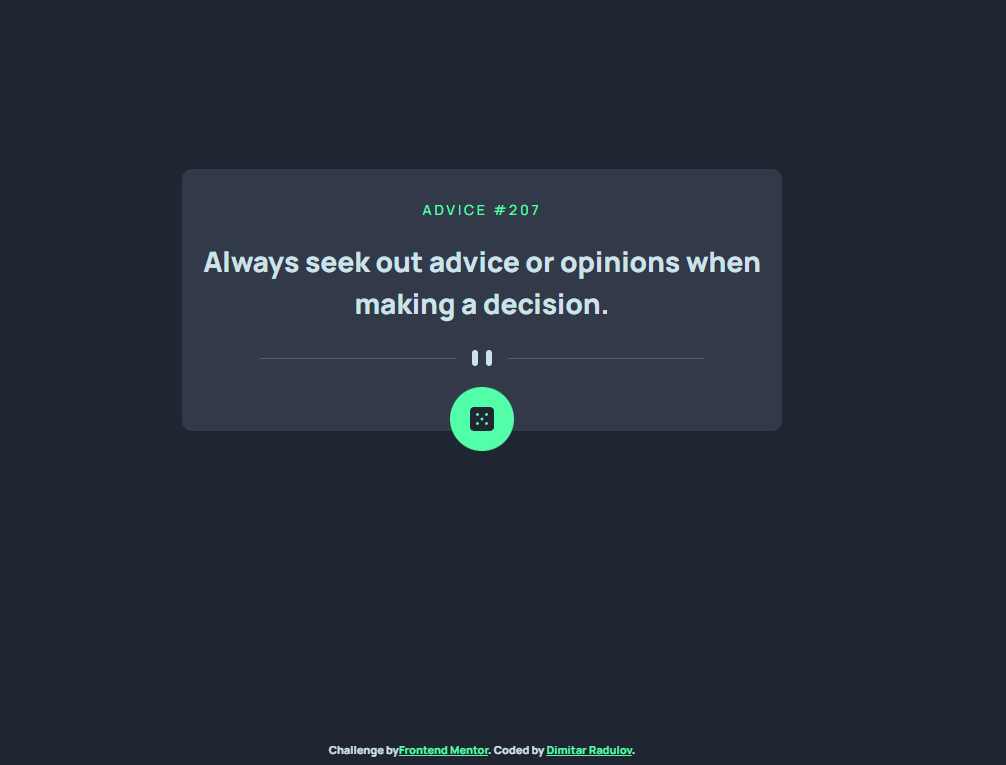 ADVICE #207
Always seek out advice or opinions when
making a decision.
Challenge byFrontend Mentor. Coded by Dimitar Radulov.